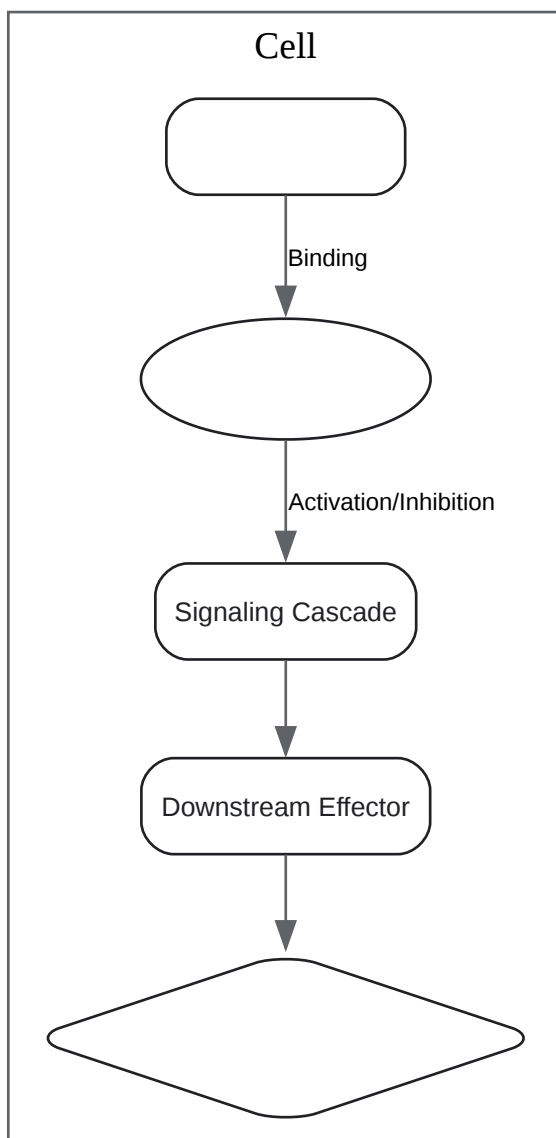 Cell
Binding
Activation/Inhibition
Signaling Cascade
Downstream Effector